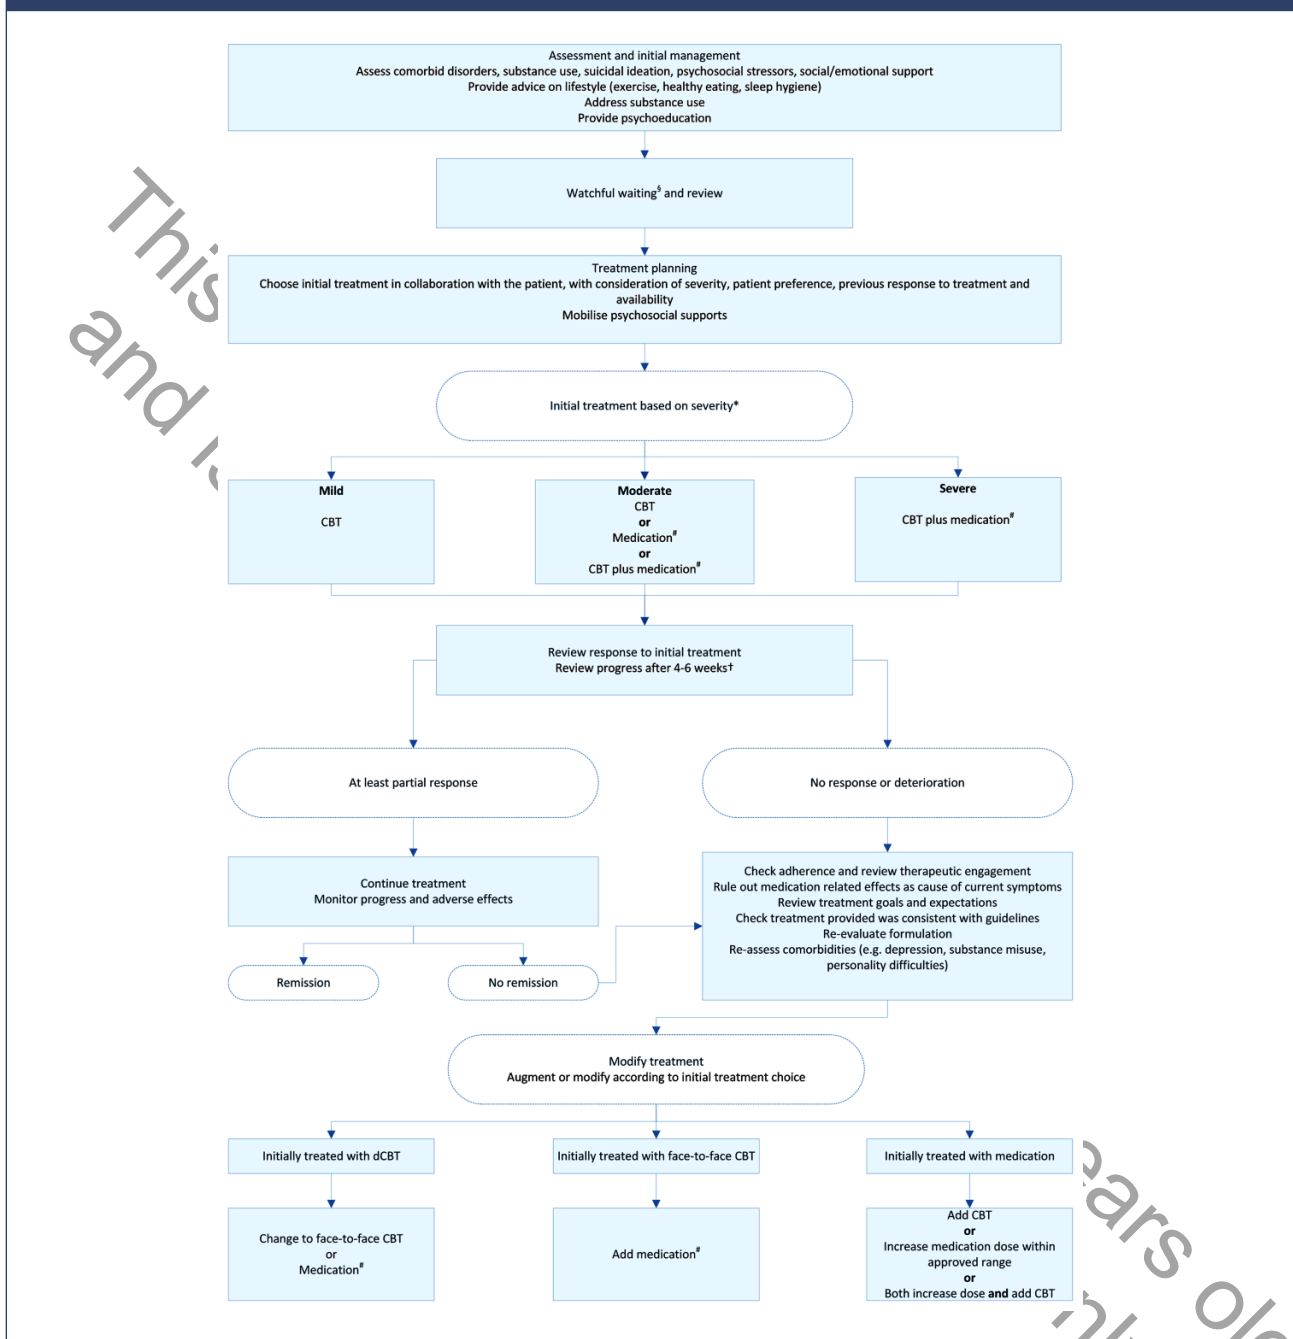 Assessment and initial management
Assess comorbid disorders, substance use, suicidal ideation, psychosocial stressors, social/emotional support
Provide advice on lifestyle (exercise, healthy eating, sleep hygiene)
Address substance use
Provide psychoeducation
Watchful waiting§ and review
Treatment planning
Choose initial treatment in collaboration with the patient, with consideration of severity, patient preference, previous response to treatment and
availability
Mobilise psychosocial supports
Initial treatment based on severity*
Mild
CBT
Moderate
CBT
or
Medication#
or
CBT plus medication#
Severe
CBT plus medication#
Review response to initial treatment
Review progress after 4-6 weeks†
At least partial response
No response or deterioration
Continue treatment
Monitor progress and adverse effects
Check adherence and review therapeutic engagement
Rule out medication related effects as cause of current symptoms
Review treatment goals and expectations
Check treatment provided was consistent with guidelines
Re-evaluate formulation
Re-assess comorbidities (e.g. depression, substance misuse,
personality difficulties)
Remission
No remission
Modify treatment
Augment or modify according to initial treatment choice
Initially treated with dCBT
Initially treated with face-to-face CBT
Initially treated with medication
Change to face-to-face CBT
or
Medication#
Add medication#
Add CBT
or
Increase medication dose within
approved range
or
Both increase dose and add CBT
This
and
ears